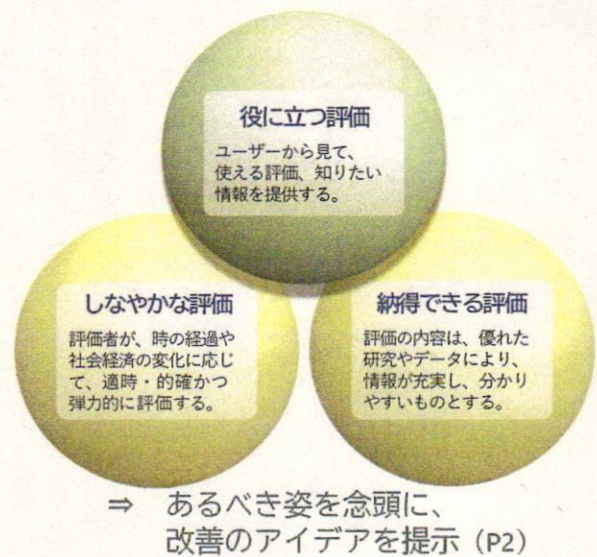 役に立つ評価
ユーザーから見て、
使える評価、知りたい
情報を提供する。
しなやかな評価
評価者が、時の経過や
社会経済の変化に応じ
て、適時・的確かつ
弾力的に評価する。
納得できる評価
評価の内容は、優れた
研究やデータにより、
情報が充実し、分かり
やすいものとする。
⇒ あるべき姿を念頭に、
改善のアイデアを提示（P2）